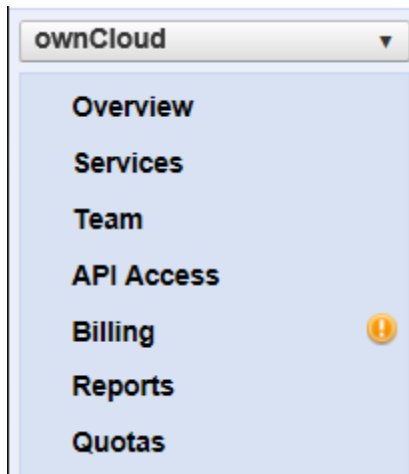 ownCloud
Overview
Services
Team
API Access
Billing
Reports
Quotas